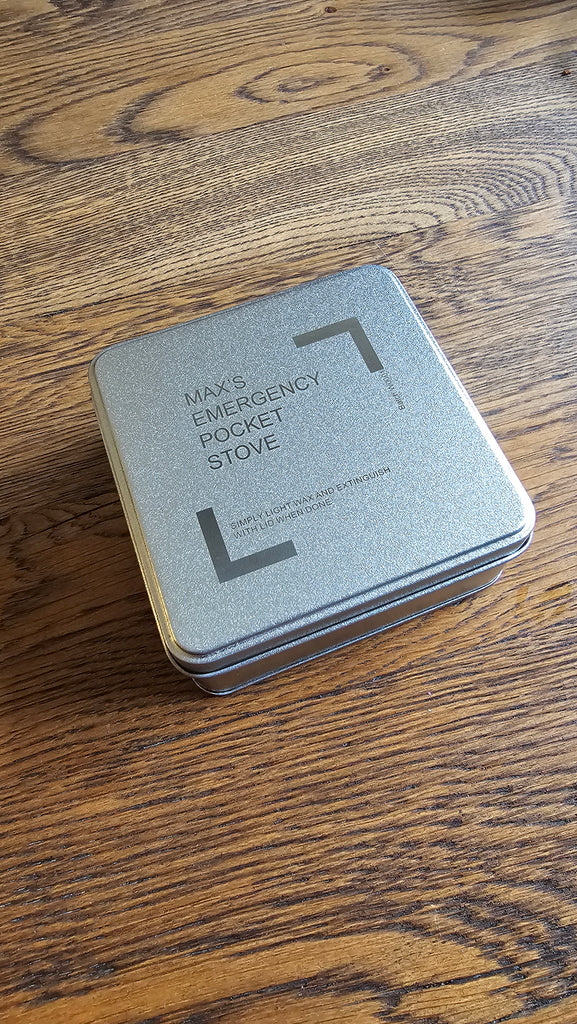 MAX'S
EMERGENCY
POCKET
STOVE
SIMPLY LIGHT WAX AND EXTINGUISH
WITH LID WHEN DONE